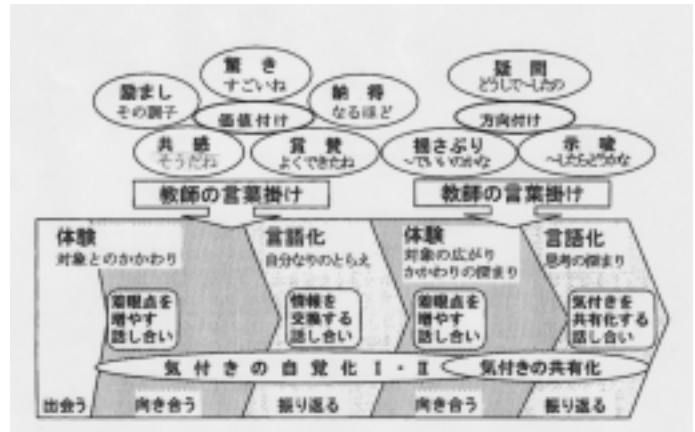 驚き
すごいね
励まし
その調子
納得
なるほど
価値付け
共感
そうだね
賞賛
よくできたね
疑問
どうして~したの
方向付け
揺さぶり
~でいいのかな
示唆
~したらどうかな
教師の言葉掛け
教師の言葉掛け
体験
対象とのかかわり
言語化
自分なりのとらえ
体験
対象の広がり
かかわりの深まり
言語化
思考の深まり
着眼点を
増やす
話し合い
情報を
交換する
話し合い
着眼点を
増やす
話し合い
気付きを
共有化する
話し合い
気付きの自覚化Ⅰ・Ⅱ
気付きの共有化
出会う
向き合う
振り返る
向き合う
振り返る